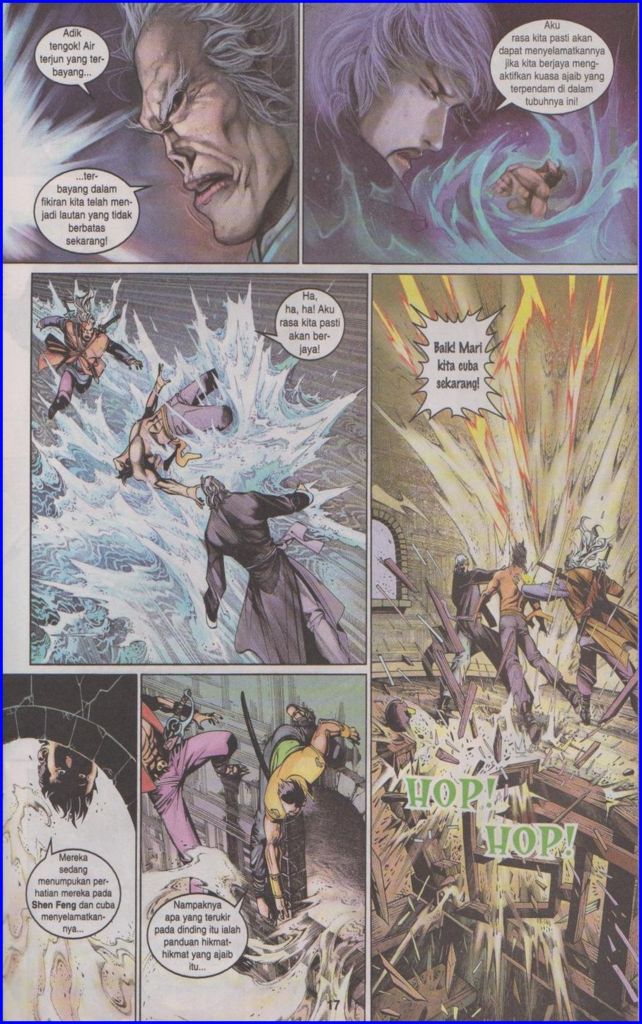 Adik
tengok! Air
terjun yang ter-
bayang...
...ter-
bayang dalam
fikiran kita telah men-
jadi lautan yang tidak
berbatas
sekarang!
Aku
rasa kita pasti akan
dapat menyelamatkannya
jika kita berjaya meng-
aktifkan kuasa ajaib yang
terpendam di dalam
tubuhnya ini!
Ha,
ha, ha! Aku
rasa kita pasti
akan ber-
jaya!
Baik! Mari
kita cuba
sekarang!
HOP!
HOP!
Mereka
sedang
menumpukan per-
hatian mereka pada
Shen Feng dan cuba
menyelamatkan-
nya...
Nampaknya
apa yang terukir
pada dinding itu ialah
panduan hikmat-
hikmat yang ajaib
itu...
17